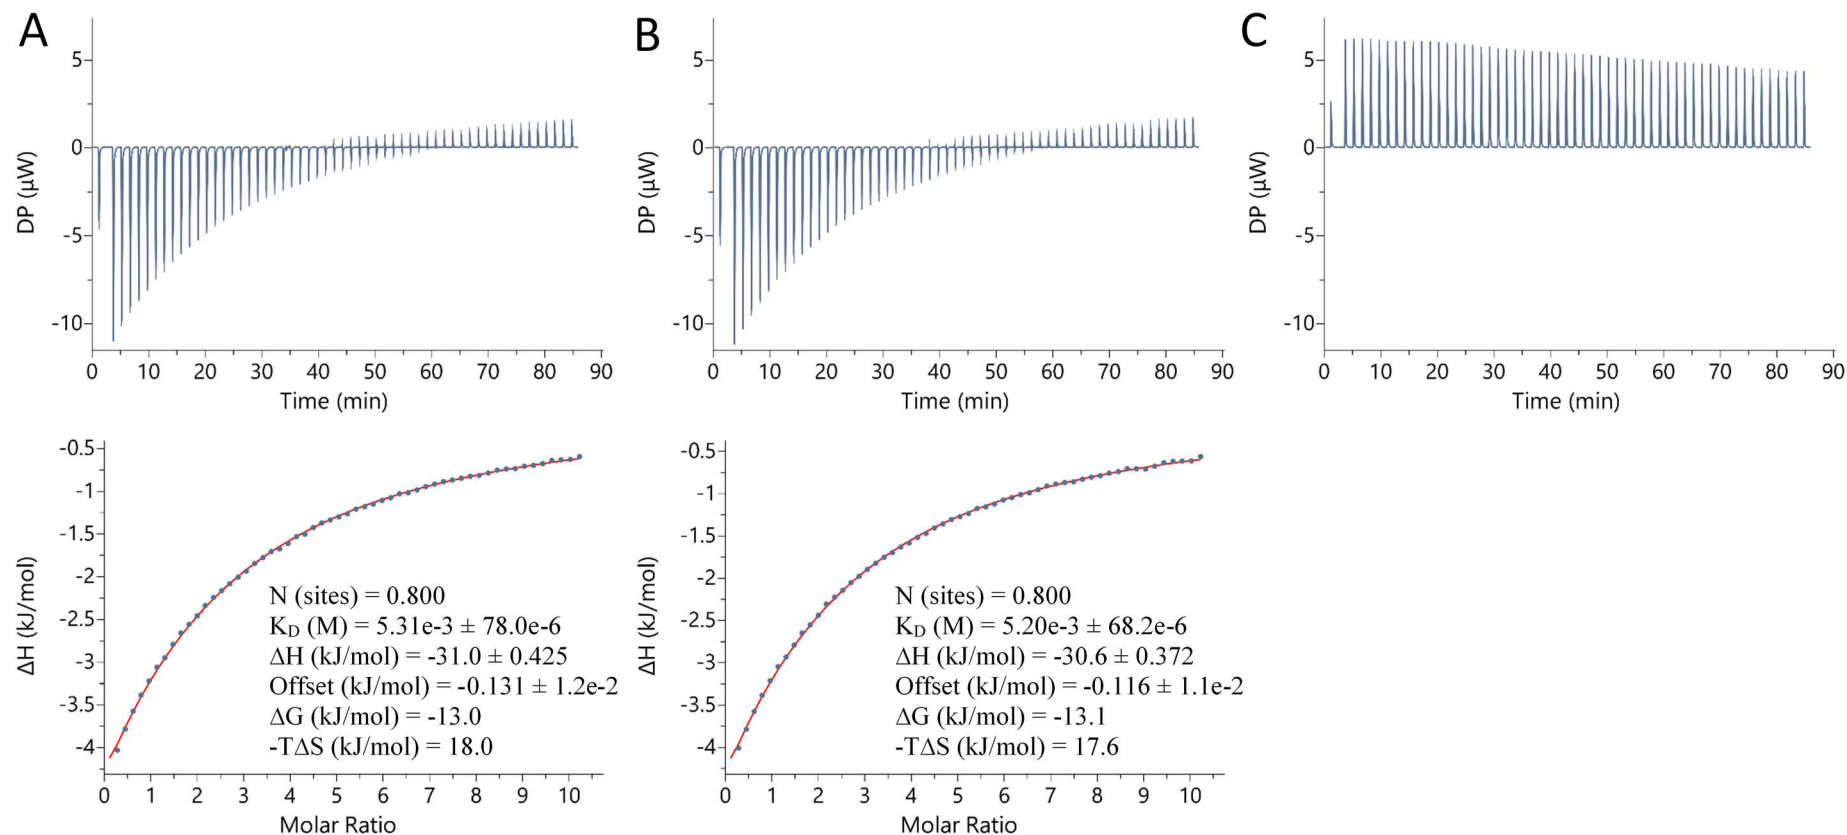 A
B
C
5
0
-5
-10
DP (µW)
0 10 20 30 40 50 60 70 80 90
Time (min)
5
0
-5
-10
DP (µW)
0 10 20 30 40 50 60 70 80 90
Time (min)
5
0
-5
-10
DP (µW)
0 10 20 30 40 50 60 70 80 90
Time (min)
-0.5
-1
-1.5
-2
-2.5
-3
-3.5
-4
ΔH (kJ/mol)
N (sites) = 0.800
K_D (M) = 5.31e-3 ± 78.0e-6
ΔH (kJ/mol) = -31.0 ± 0.425
Offset (kJ/mol) = -0.131 ± 1.2e-2
ΔG (kJ/mol) = -13.0
-TΔS (kJ/mol) = 18.0
0 1 2 3 4 5 6 7 8 9 10
Molar Ratio
-0.5
-1
-1.5
-2
-2.5
-3
-3.5
-4
ΔH (kJ/mol)
N (sites) = 0.800
K_D (M) = 5.20e-3 ± 68.2e-6
ΔH (kJ/mol) = -30.6 ± 0.372
Offset (kJ/mol) = -0.116 ± 1.1e-2
ΔG (kJ/mol) = -13.1
-TΔS (kJ/mol) = 17.6
0 1 2 3 4 5 6 7 8 9 10
Molar Ratio